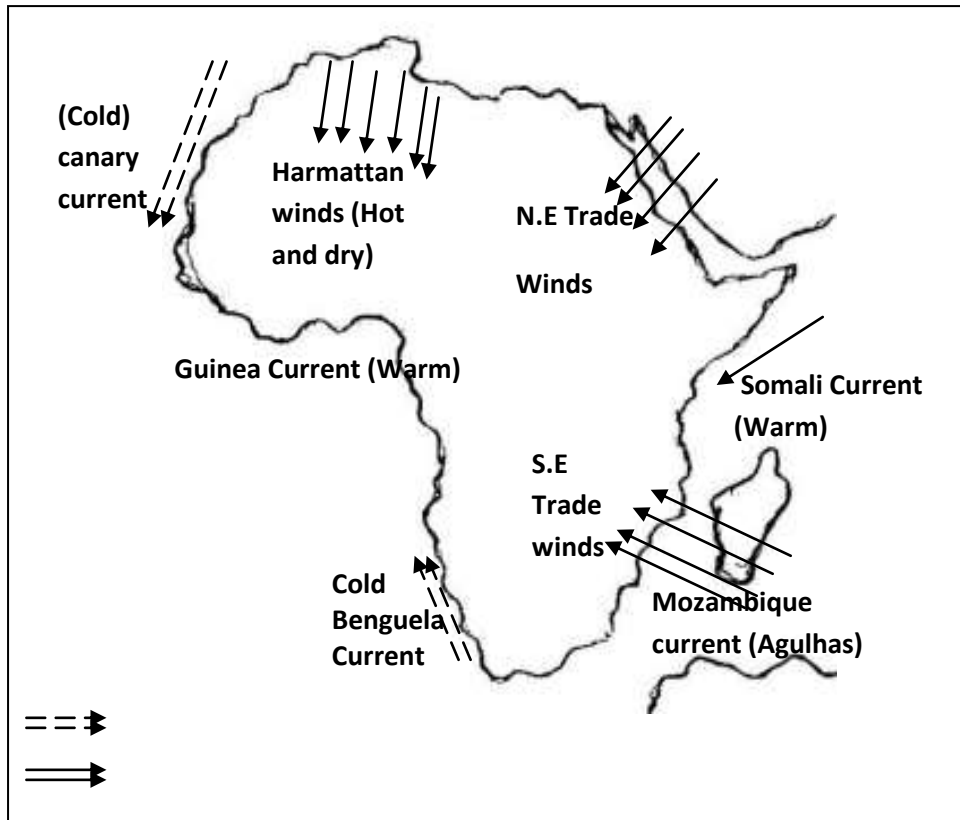 (Cold)
canary
current
Harmattan
winds (Hot
and dry)
N.E Trade
Winds
Guinea Current (Warm)
Somali Current
(Warm)
S.E
Trade
winds
Cold
Benguela
Current
Mozambique
current (Agulhas)